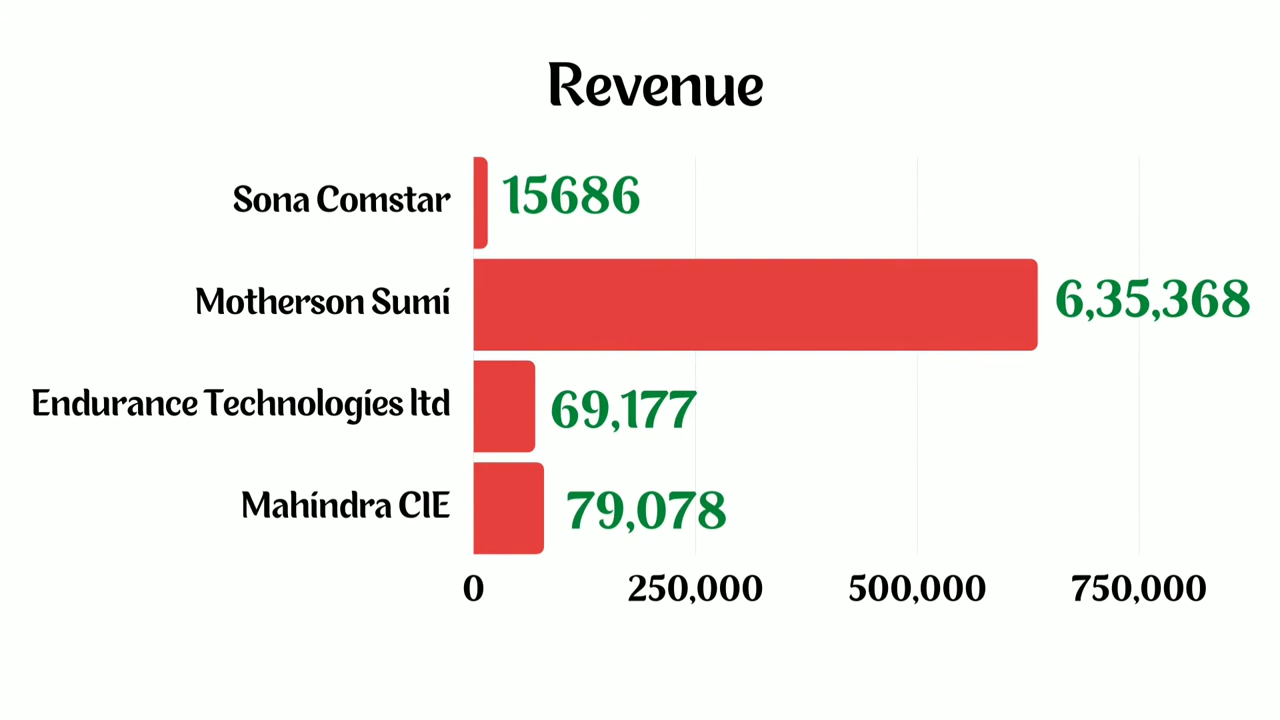 Revenue
Sona Comstar 15686
Motherson Sumi 6,35,368
Endurance Technologies ltd 69,177
Mahindra CIE 79,078
0 250,000 500,000 750,000